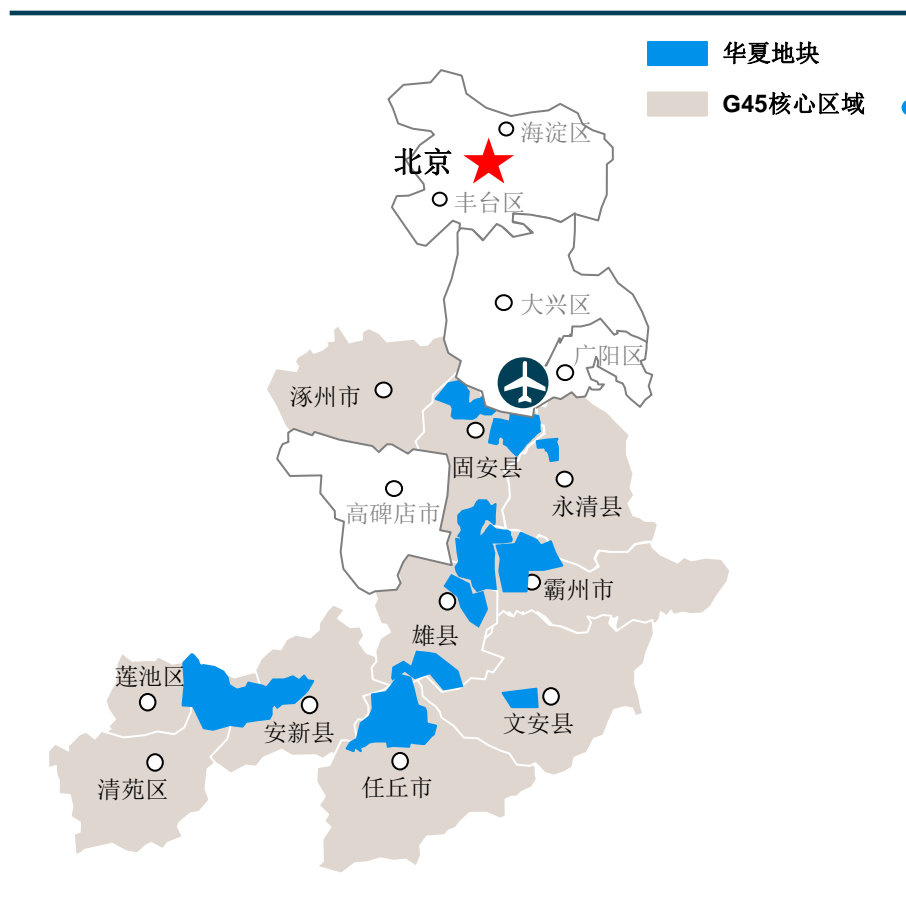 华夏地块
G45核心区域
海淀区
北京
丰台区
大兴区
广阳区
涿州市
固安县
永清县
高碑店市
霸州市
雄县
莲池区
安新县
文安县
清苑区
任丘市